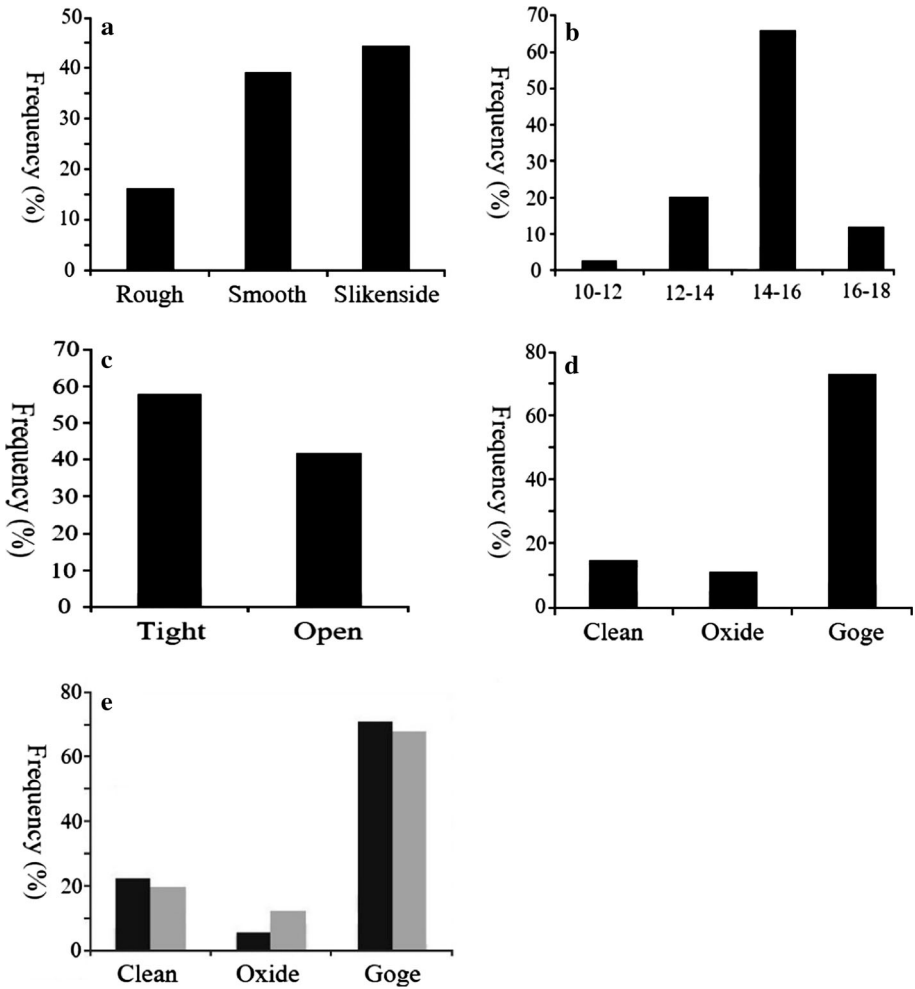 a
Frequency (%)
50
40
30
20
10
0
Rough Smooth Slikenside
b
Frequency (%)
70
60
50
40
30
20
10
0
10-12 12-14 14-16 16-18
c
Frequency (%)
70
60
50
40
30
20
10
0
Tight Open
d
Frequency (%)
80
60
40
20
0
Clean Oxide Goge
e
Frequency (%)
80
60
40
20
0
Clean Oxide Goge